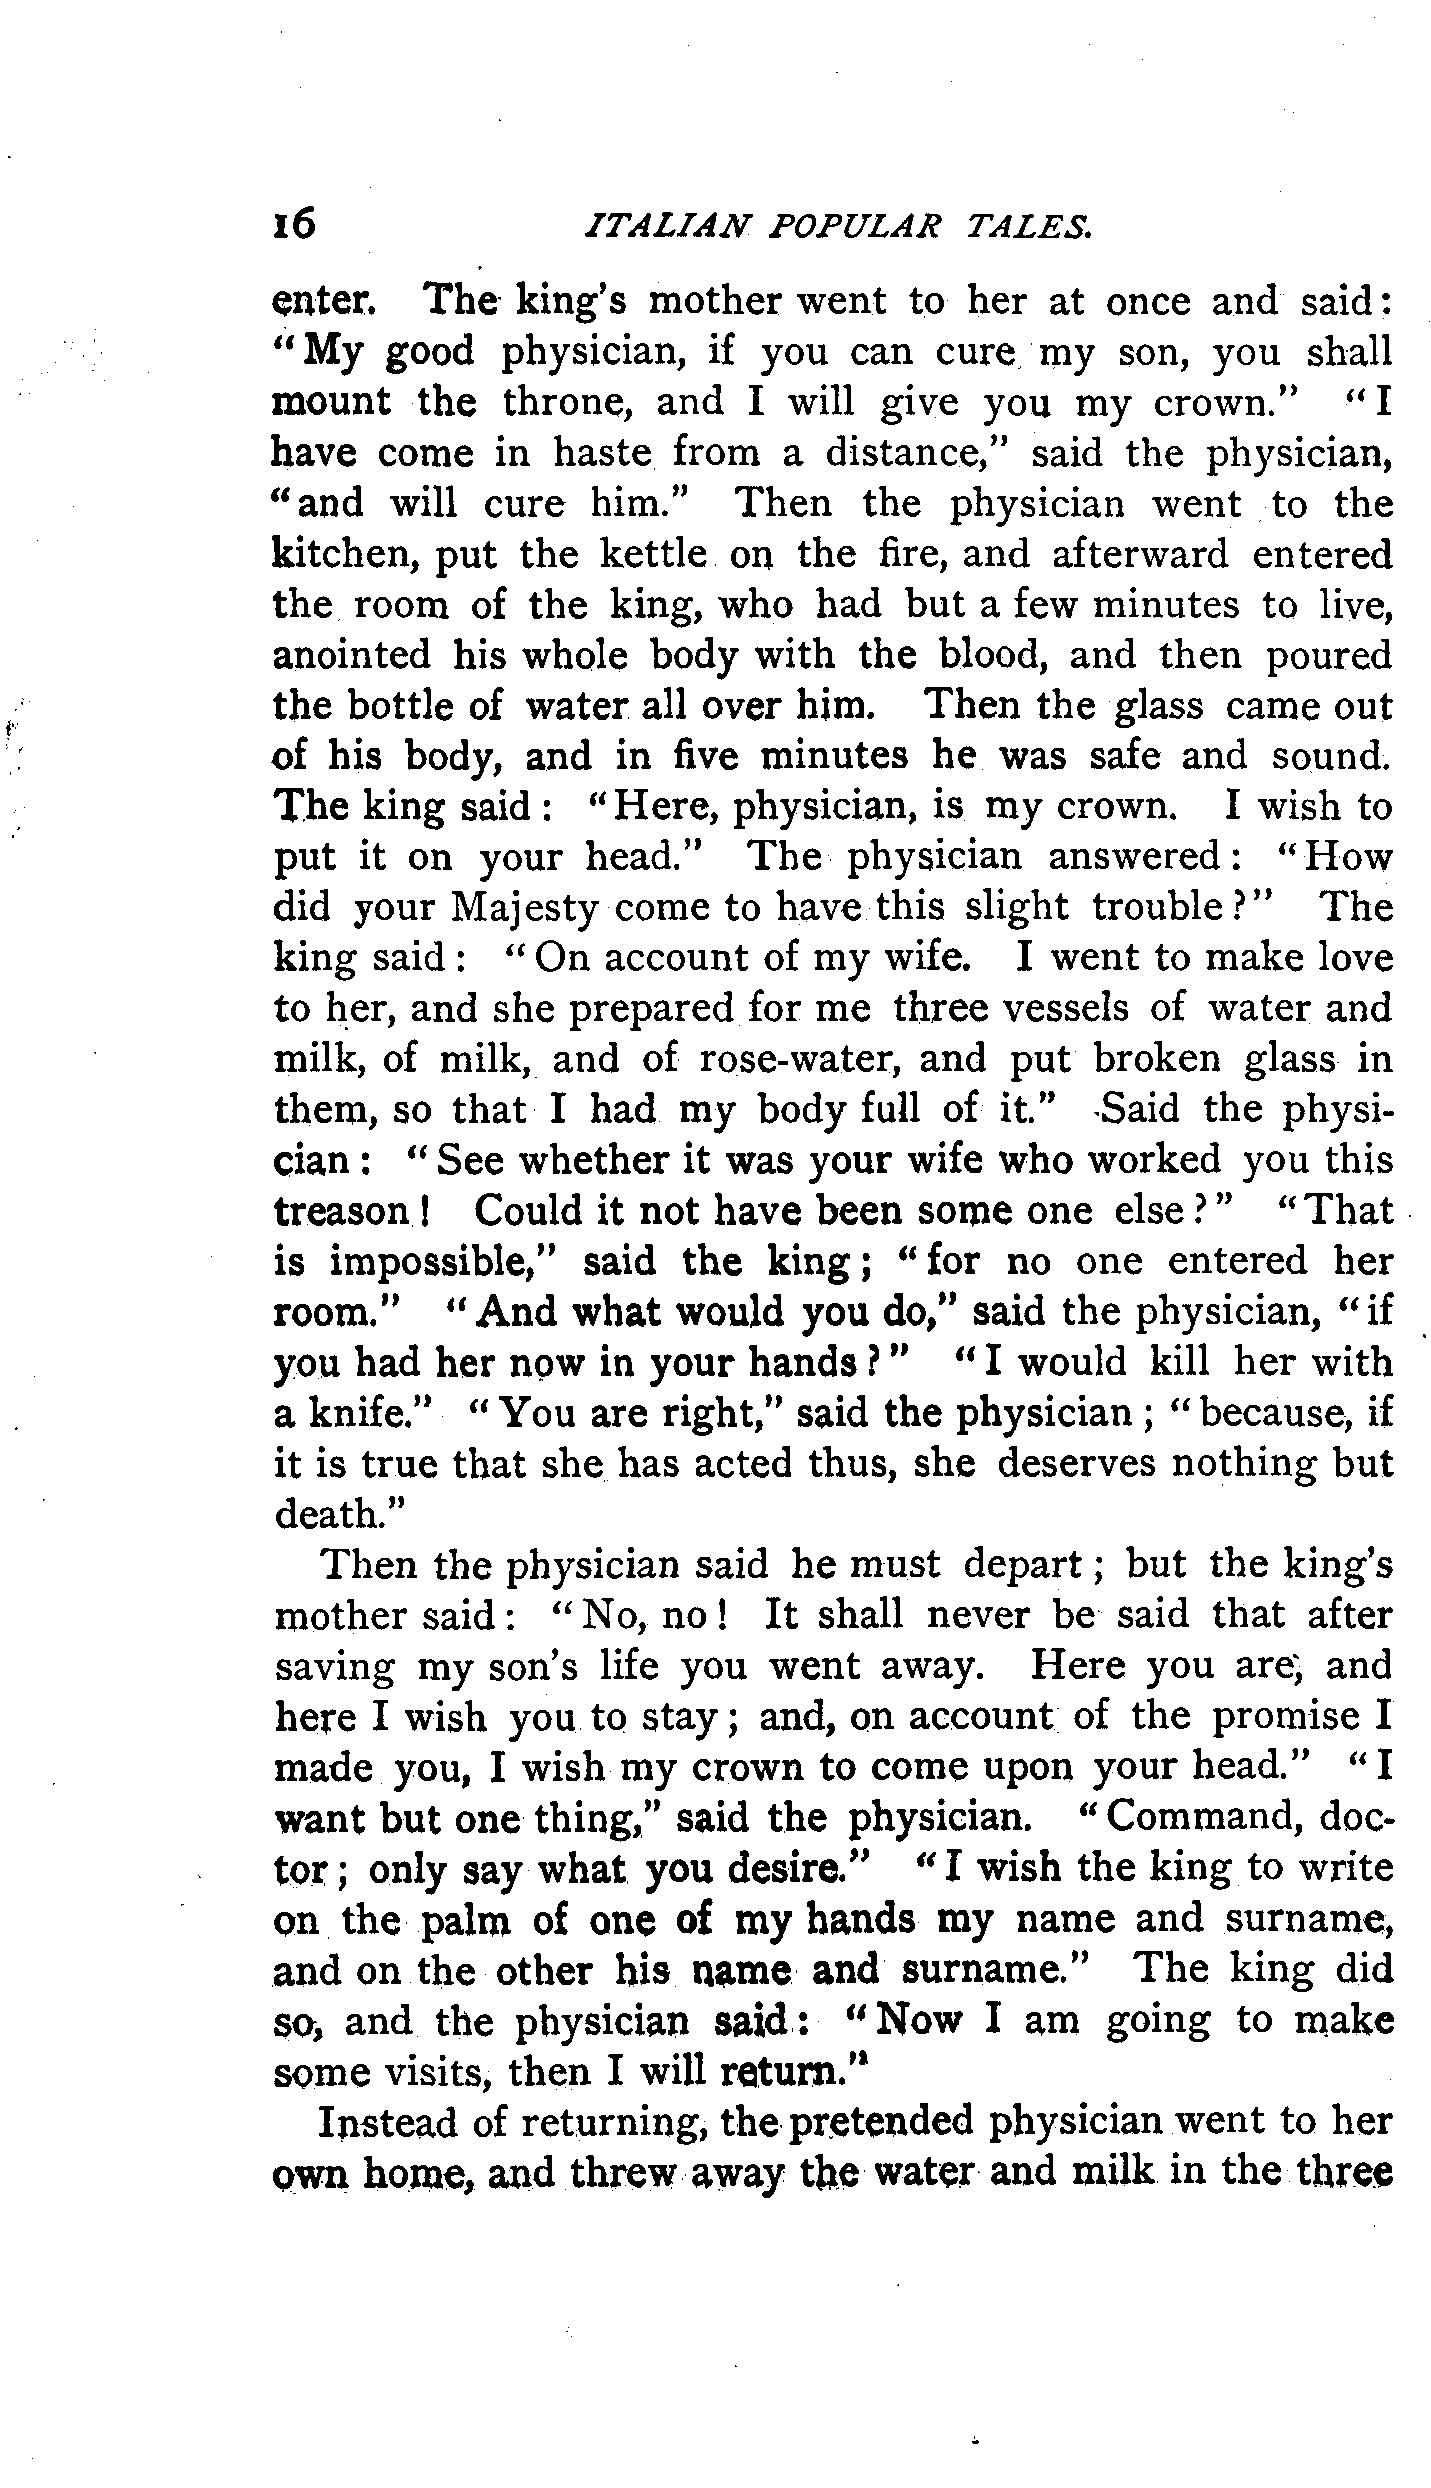 16 ITALIAN POPULAR TALES.
enter. The king's mother went to her at once and said:
"My good physician, if you can cure my son, you shall
mount the throne, and I will give you my crown." "I
have come in haste from a distance," said the physician,
"and will cure him." Then the physician went to the
kitchen, put the kettle on the fire, and afterward entered
the room of the king, who had but a few minutes to live,
anointed his whole body with the blood, and then poured
the bottle of water all over him. Then the glass came out
of his body, and in five minutes he was safe and sound.
The king said: "Here, physician, is my crown. I wish to
put it on your head." The physician answered: "How
did your Majesty come to have this slight trouble?" The
king said: "On account of my wife. I went to make love
to her, and she prepared for me three vessels of water and
milk, of milk, and of rose-water, and put broken glass in
them, so that I had my body full of it." Said the physi-
cian: "See whether it was your wife who worked you this
treason! Could it not have been some one else?" "That
is impossible," said the king; "for no one entered her
room." "And what would you do," said the physician, "if
you had her now in your hands?" "I would kill her with
a knife." "You are right," said the physician; "because, if
it is true that she has acted thus, she deserves nothing but
death."
Then the physician said he must depart; but the king's
mother said: "No, no! It shall never be said that after
saving my son's life you went away. Here you are, and
here I wish you to stay; and, on account of the promise I
made you, I wish my crown to come upon your head." "I
want but one thing," said the physician. "Command, doc-
tor; only say what you desire." "I wish the king to write
on the palm of one of my hands my name and surname,
and on the other his name and surname." The king did
so, and the physician said: "Now I am going to make
some visits, then I will return."
Instead of returning, the pretended physician went to her
own home, and threw away the water and milk in the three